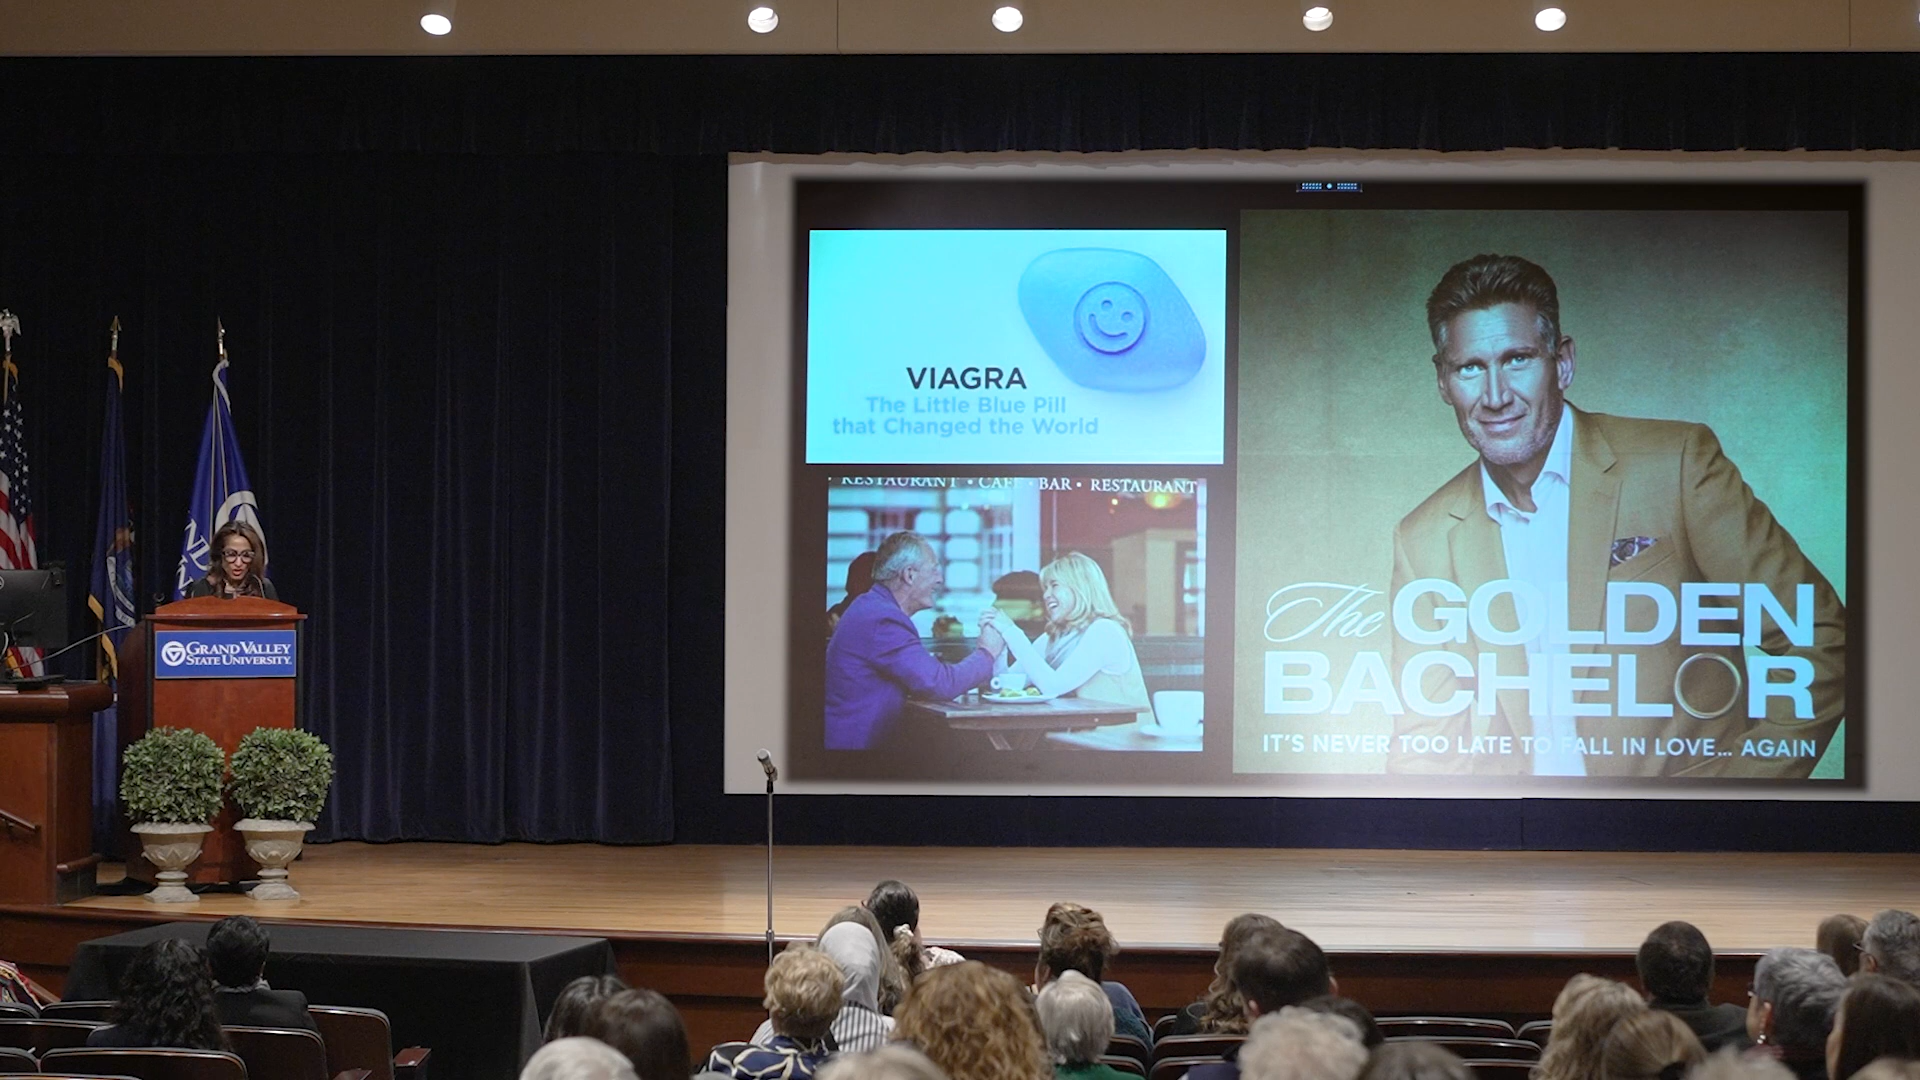 VIAGRA
The Little Blue Pill
that Changed the World
RESTAURANT • CAFE • BAR • RESTAURANT
The GOLDEN
BACHELOR
IT'S NEVER TOO LATE TO FALL IN LOVE... AGAIN
GRAND VALLEY
STATE UNIVERSITY